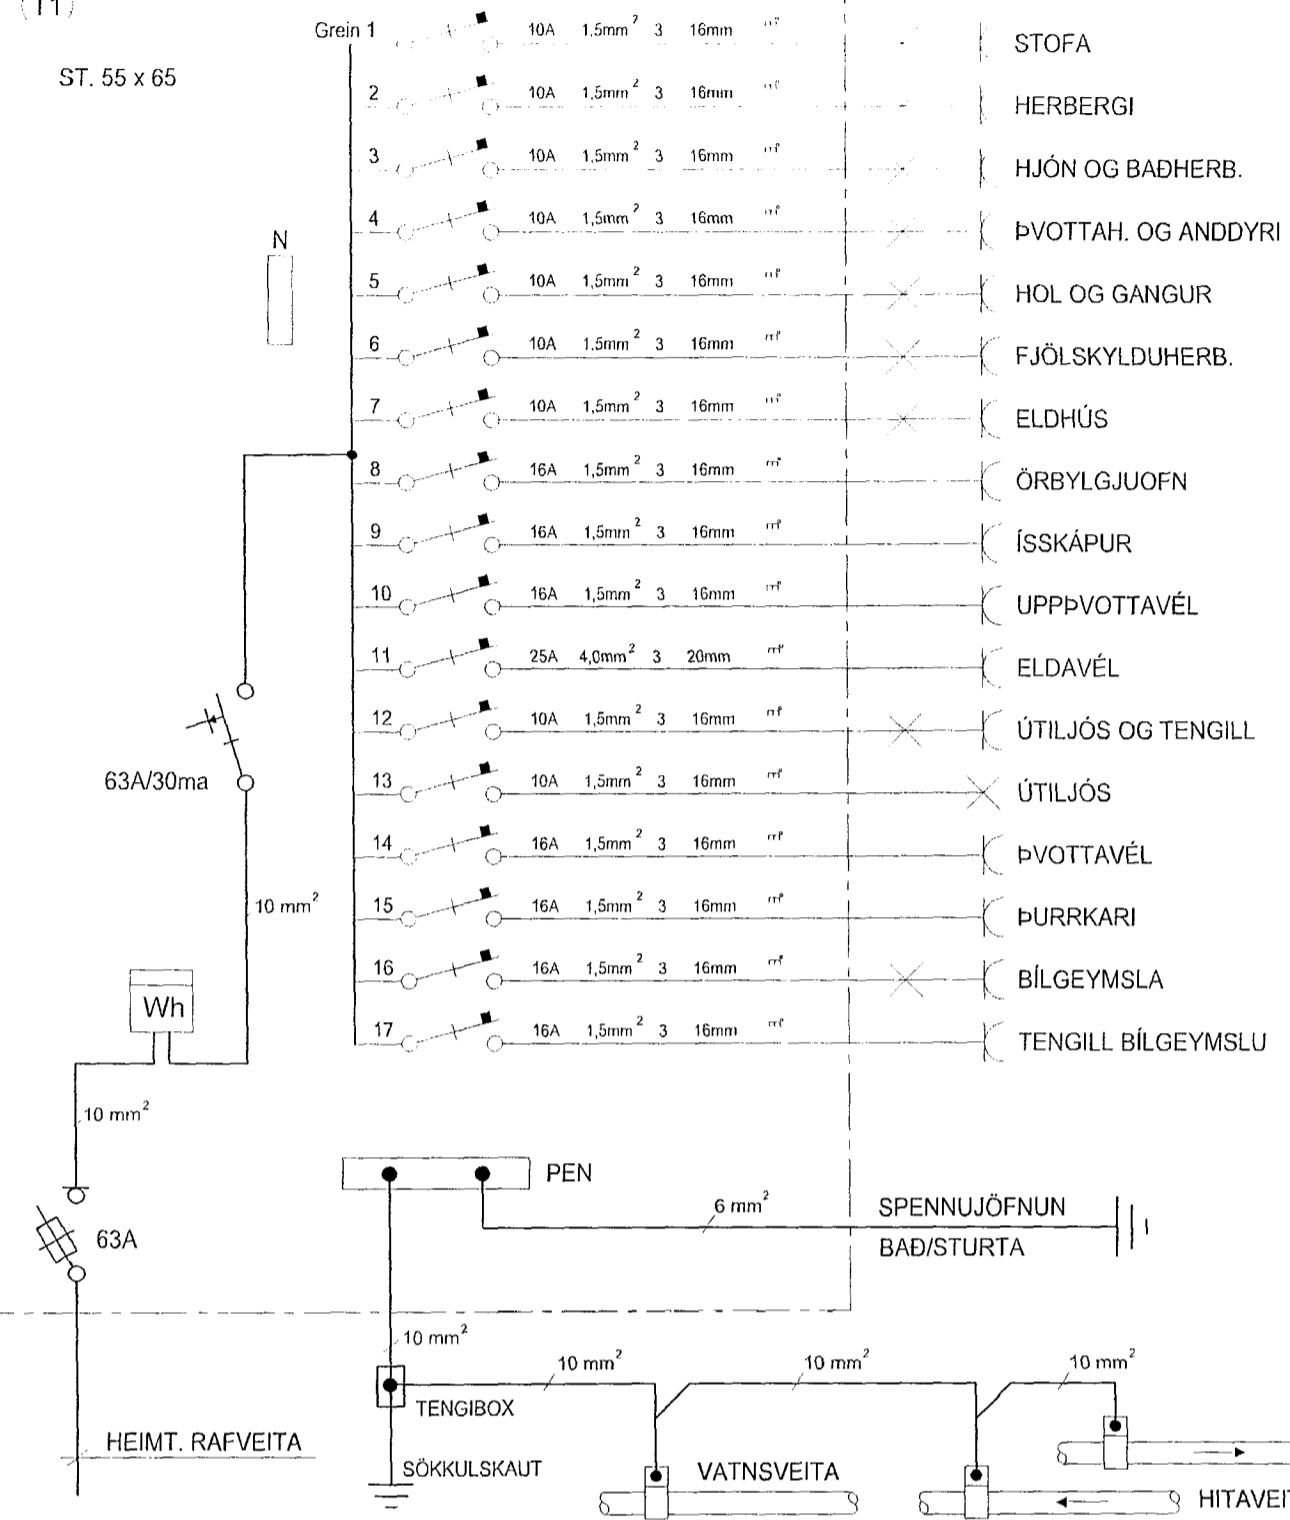 (T1)
ST. 55 x 65
Grein 1 10A 1,5mm² 3 16mm STOFA
2 10A 1,5mm² 3 16mm HERBERGI
3 10A 1,5mm² 3 16mm HJÓN OG BAÐHERB.
4 10A 1,5mm² 3 16mm ÞVOTTAH. OG ANDDYRI
N
5 10A 1,5mm² 3 16mm HOL OG GANGUR
6 10A 1.5mm² 3 16mm FJÖLSKYLDUHERB.
7 10A 1,5mm² 3 16mm ELDHÚS
8 16A 1,5mm² 3 16mm ÖRBYLGJUOFN
9 16A 1,5mm² 3 16mm ÍSSKÁPUR
10 16A 1,5mm² 3 16mm UPPÞVOTTAVÉL
11 25A 4,0mm² 3 20mm ELDAVÉL
12 10A 1,5mm² 3 16mm ÚTILJÓS OG TENGILL
63A/30ma
13 10A 1,5mm² 3 16mm ÚTILJÓS
14 16A 1,5mm² 3 16mm ÞVOTTAVÉL
10 mm²
15 16A 1,5mm² 3 16mm ÞURRKARI
16 16A 1,5mm² 3 16mm BÍLGEYMSLA
Wh
17 16A 1,5mm² 3 16mm TENGILL BÍLGEYMSLU
10 mm²
PEN
6 mm²
SPENNUJÖFNUN
BAÐ/STURTA
63A
10 mm²
10 mm² 10 mm² 10 mm²
TENGIBOX
HEIMT. RAFVEITA
SÖKKULSKAUT
VATNSVEITA
HITAVEIT